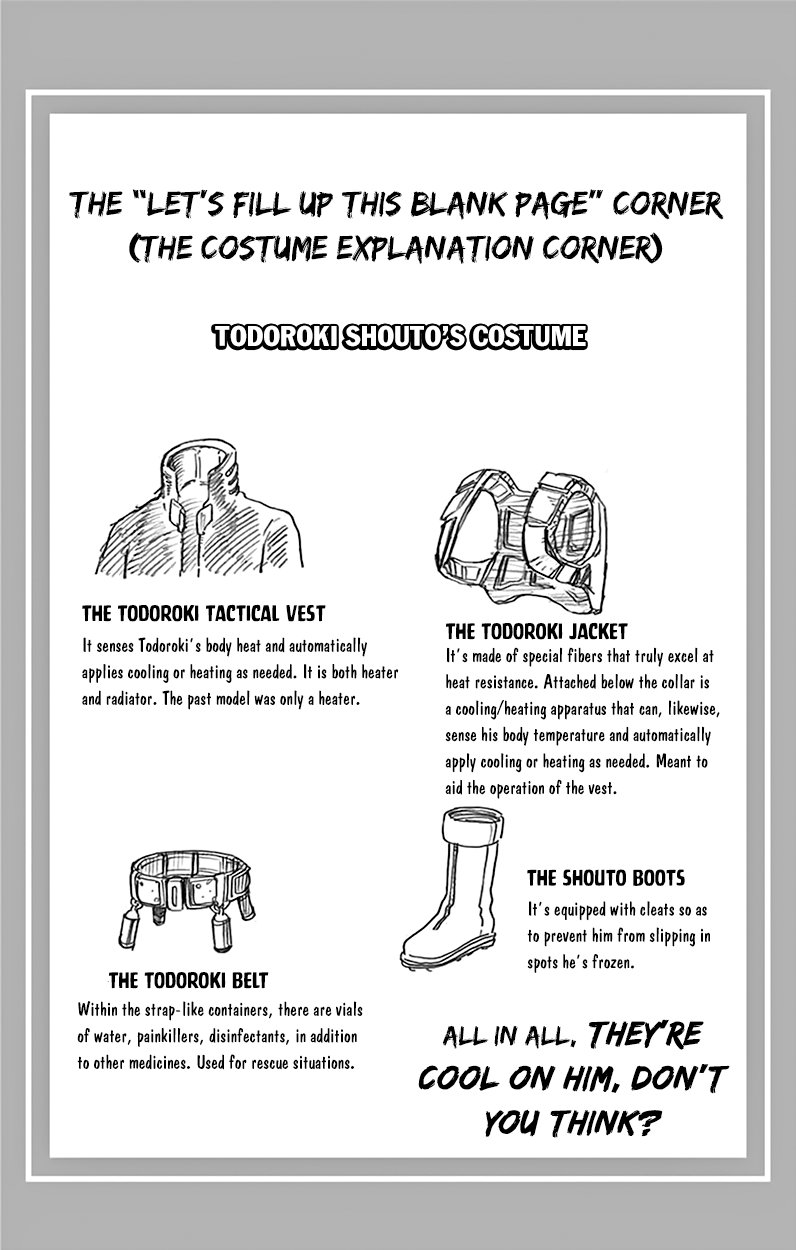 THE "LET'S FILL UP THIS BLANK PAGE" CORNER
(THE COSTUME EXPLANATION CORNER)
TODOROKI SHOUTO'S COSTUME
THE TODOROKI TACTICAL VEST
It senses Todoroki's body heat and automatically
applies cooling or heating as needed. It is both heater
and radiator. The past model was only a heater.
THE TODOROKI JACKET
It's made of special fibers that truly excel at
heat resistance. Attached below the collar is
a cooling/heating apparatus that can, likewise,
sense his body temperature and automatically
apply cooling or heating as needed. Meant to
aid the operation of the vest.
THE TODOROKI BELT
Within the strap-like containers, there are vials
of water, painkillers, disinfectants, in addition
to other medicines. Used for rescue situations.
THE SHOUTO BOOTS
It's equipped with cleats so as
to prevent him from slipping in
spots he's frozen.
ALL IN ALL, THEY'RE
COOL ON HIM, DON'T
YOU THINK?